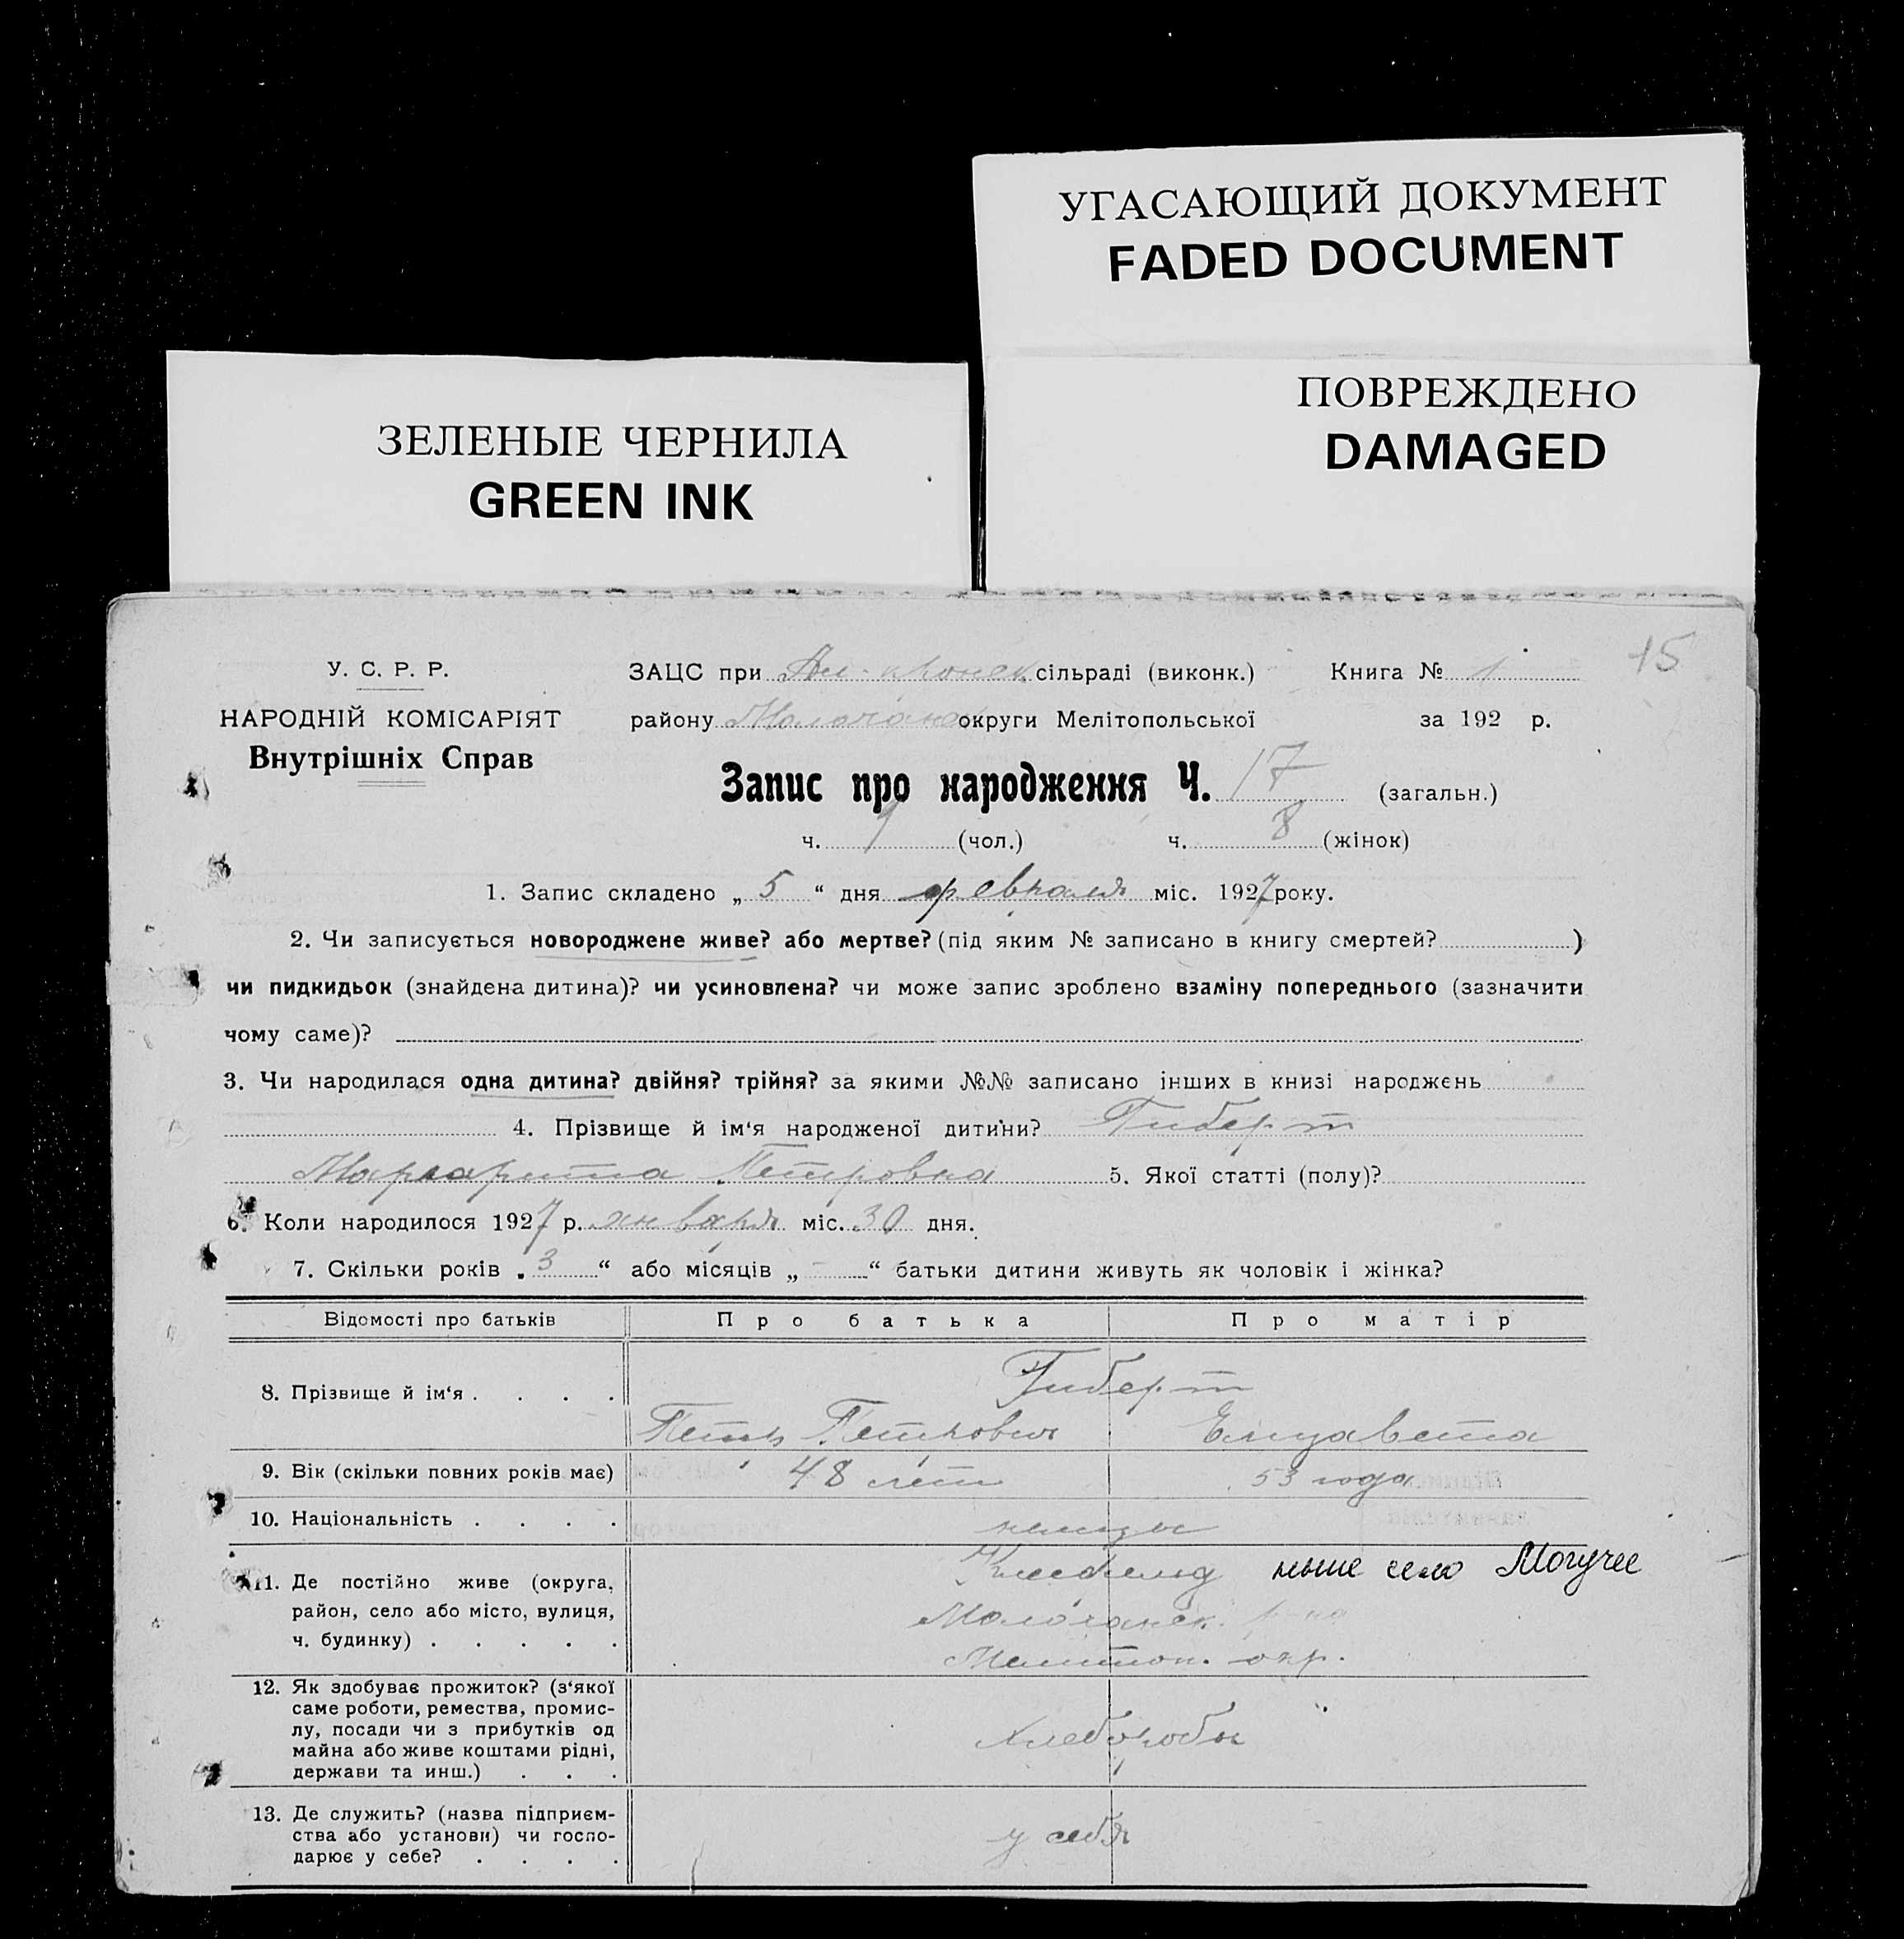 УГАСАЮЩИЙ ДОКУМЕНТ
FADED DOCUMENT
ПОВРЕЖДЕНО
DAMAGED
ЗЕЛЕНЫЕ ЧЕРНИЛА
GREEN INK
15
У. С. Р. Р.
НАРОДНІЙ КОМІСАРІЯТ
Внутрішніх Справ
ЗАЦС при сільраді (виконк.) Книга № 1
району Молочанск округи Мелітопольської за 192 р.
Запис про народження Ч. 17 (загальн.)
ч. 9 (чол.) ч. 8 (жінок)
1. Запис складено „ 5 “ дня февраля міс. 1927 року.
2. Чи записується новороджене живе? або мертве? (під яким № записано в книгу смертей? )
чи пидкидьок (знайдена дитина)? чи усиновлена? чи може запис зроблено взаміну попереднього (зазначити
чому саме)?
3. Чи народилася одна дитина? двійня? трійня? за якими №№ записано інших в книзі народжень
4. Прізвище й ім‘я народженої дитини? Гиберт
Маргарита Петровна 5. Якої статті (полу)?
6. Коли народилося 1927 р. января міс. 30 дня.
7. Скільки років „ 3 “ або місяців „ - “ батьки дитини живуть як чоловік і жінка?
Відомості про батьків Про батька Про матір
Гиберт
8. Прізвище й ім‘я . . . .
Петр Петрович Елизавета
9. Вік (скільки повних років має) 48 лет 53 года
10. Національність . . . . немцы
11. Де постійно живе (округа, район, село або місто, вулиця, ч. будинку) . . . . .
ныне село Могучее
Молочанск. р-на
Мелитоп. окр.
12. Як здобуває прожиток? (з‘якої
саме роботи, ремества, промис-
лу, посади чи з прибутків од
майна або живе коштами рідні,
держави та инш.) . . .
хлеборобы
13. Де служить? (назва підприєм-
ства або установи) чи госпо-
дарює у себе? . . . .
у себя